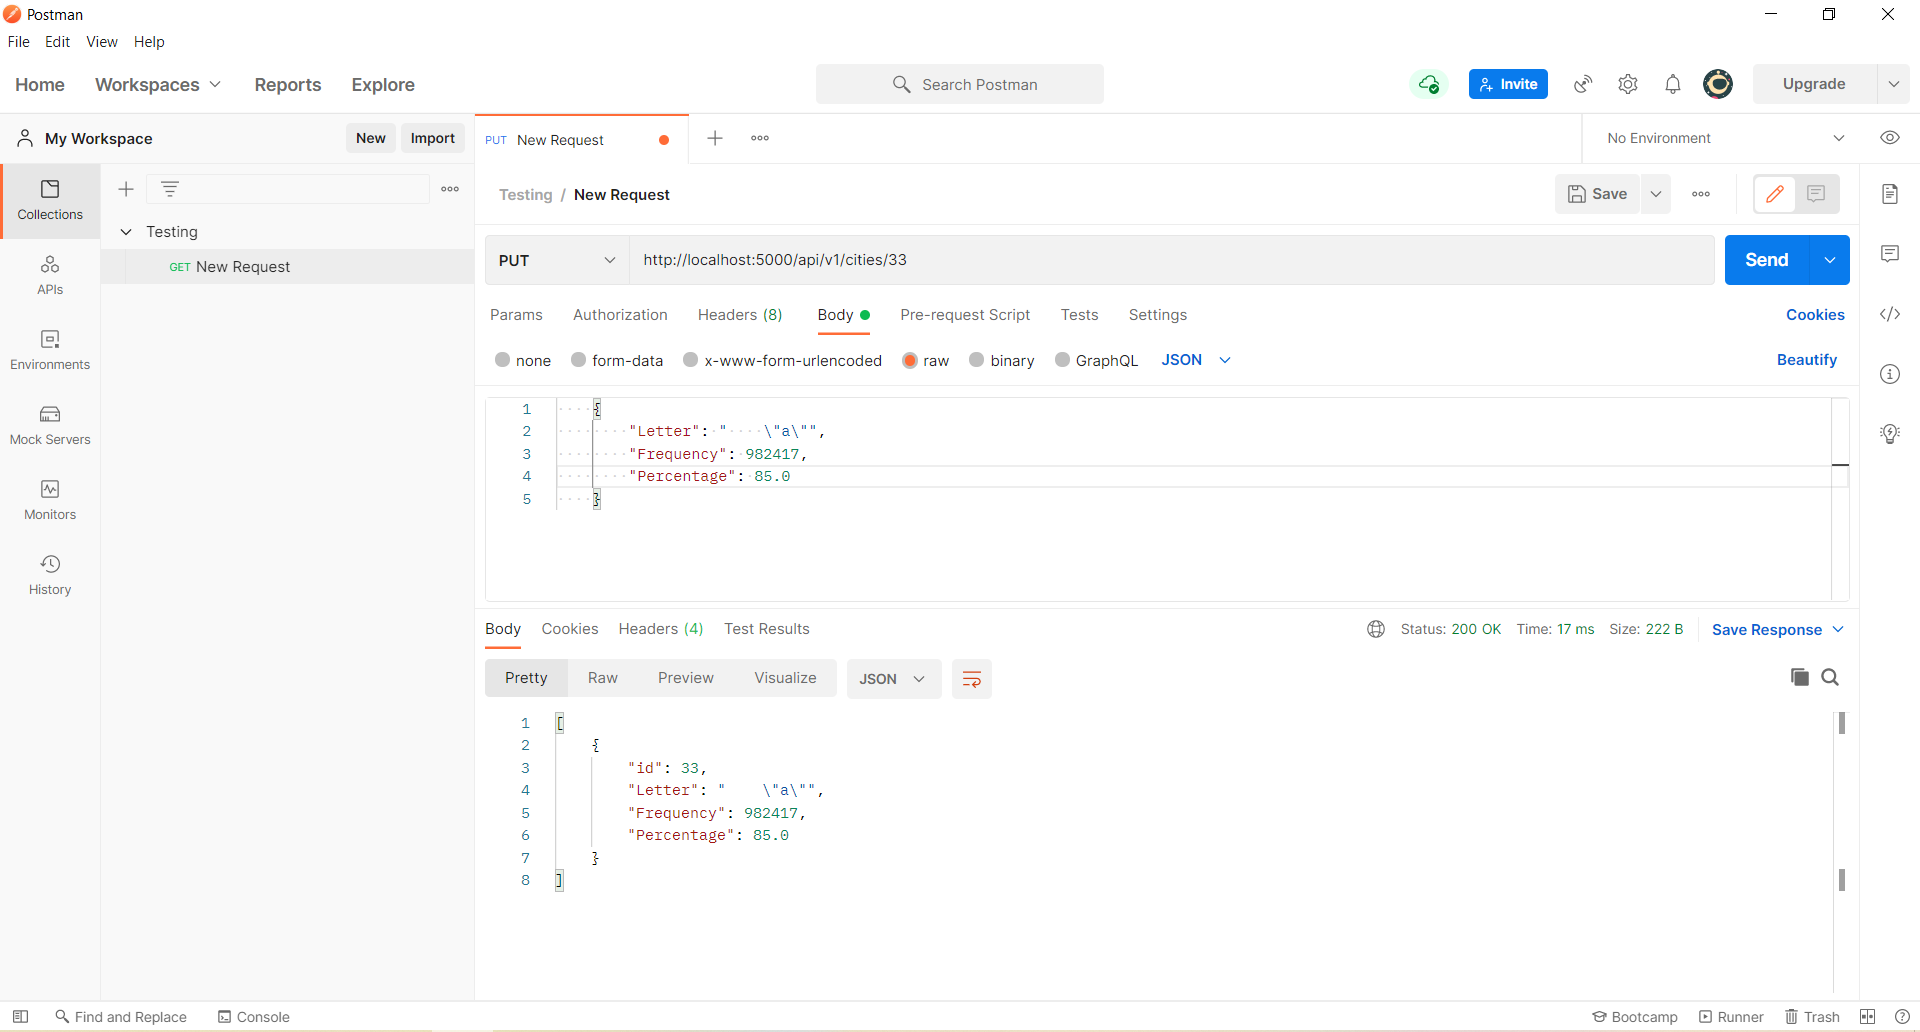 Postman
File Edit View Help
Home Workspaces Reports Explore Search Postman Invite Upgrade
My Workspace New Import PUT New Request No Environment
Collections
APIs
Environments
Mock Servers
Monitors
History
Testing
GET New Request
Testing / New Request Save
PUT http://localhost:5000/api/v1/cities/33 Send
Params Authorization Headers (8) Body Pre-request Script Tests Settings Cookies
none form-data x-www-form-urlencoded raw binary GraphQL JSON Beautify
1 {
2 "Letter": "    \"a\"",
3 "Frequency": 982417,
4 "Percentage": 85.0
5 }
Body Cookies Headers (4) Test Results Status: 200 OK Time: 17 ms Size: 222 B Save Response
Pretty Raw Preview Visualize JSON
1 [
2 {
3 "id": 33,
4 "Letter": "    \"a\"",
5 "Frequency": 982417,
6 "Percentage": 85.0
7 }
8 ]
Find and Replace Console Bootcamp Runner Trash